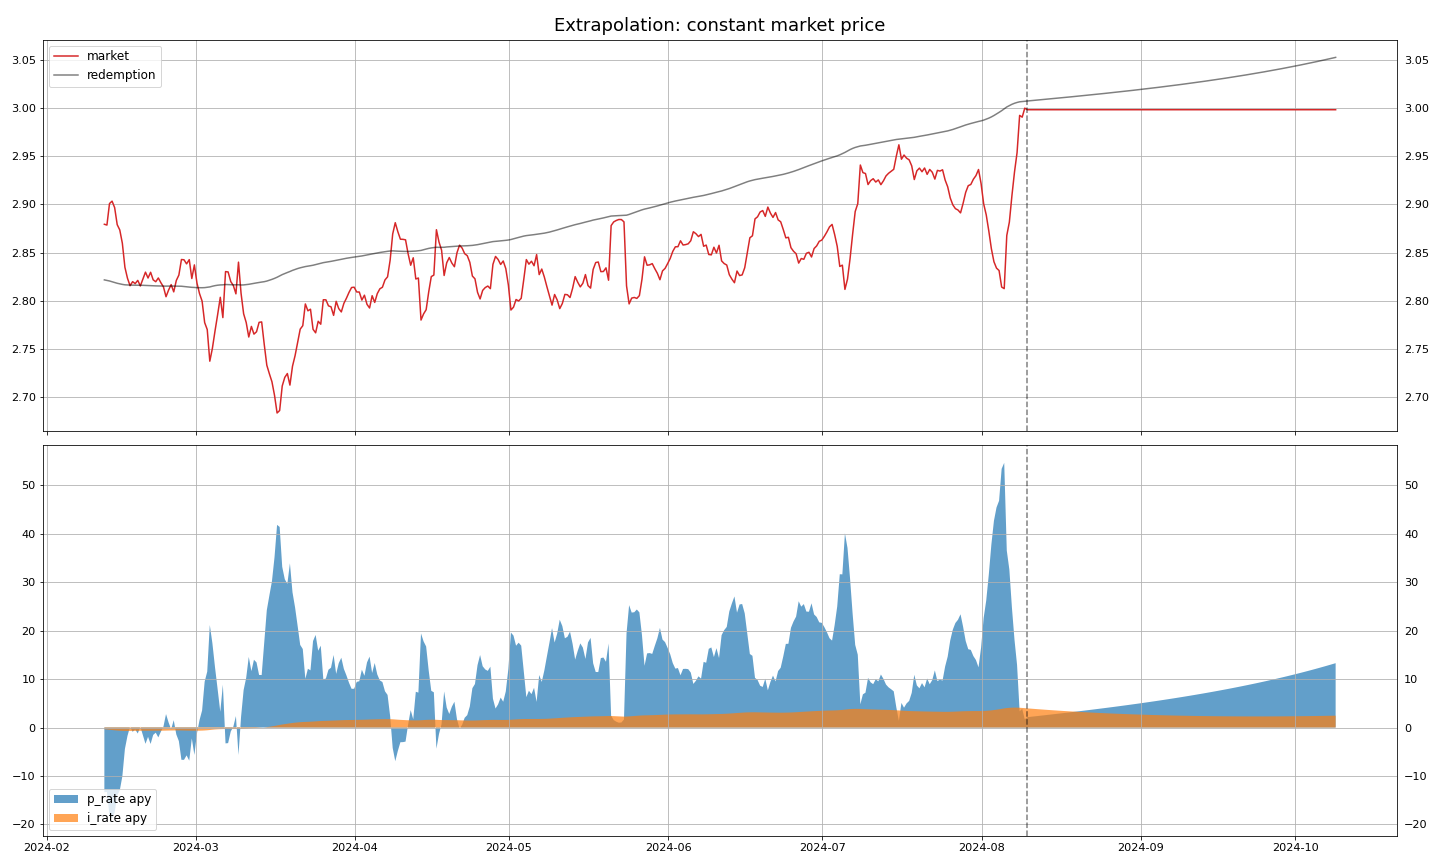 Extrapolation: constant market price
market
redemption
3.05 3.05
3.00 3.00
2.95 2.95
2.90 2.90
2.85 2.85
2.80 2.80
2.75 2.75
2.70 2.70
50 50
40 40
30 30
20 20
10 10
0 0
−10 −10
−20 −20
p_rate apy
i_rate apy
2024-02 2024-03 2024-04 2024-05 2024-06 2024-07 2024-08 2024-09 2024-10